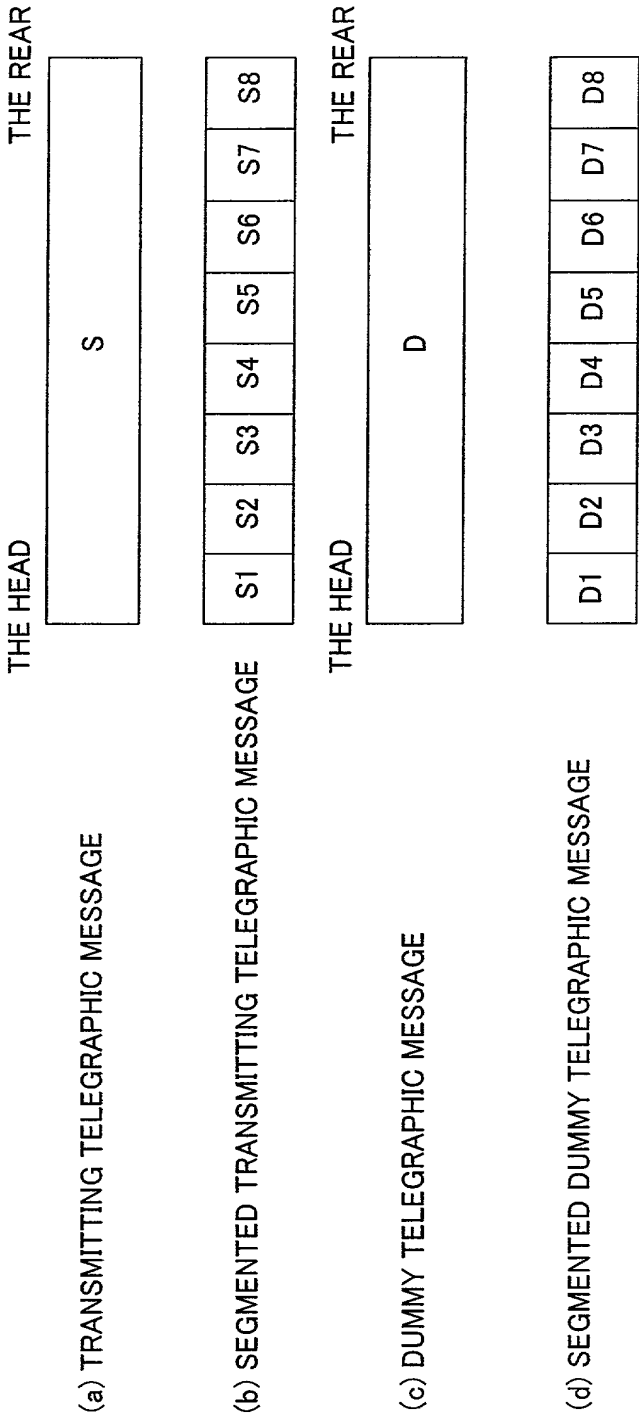 THE HEAD THE REAR
(a) TRANSMITTING TELEGRAPHIC MESSAGE S
(b) SEGMENTED TRANSMITTING TELEGRAPHIC MESSAGE S1 S2 S3 S4 S5 S6 S7 S8
THE HEAD THE REAR
(c) DUMMY TELEGRAPHIC MESSAGE D
(d) SEGMENTED DUMMY TELEGRAPHIC MESSAGE D1 D2 D3 D4 D5 D6 D7 D8